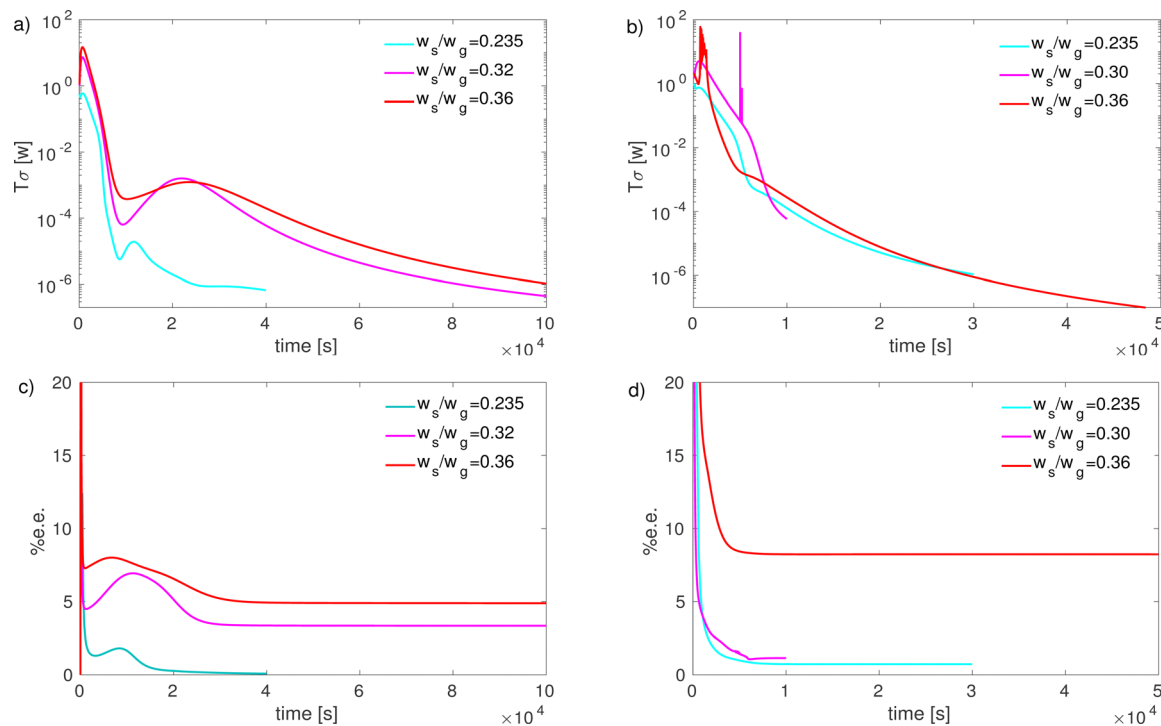 a)
10^2
10^0
10^-2
10^-4
10^-6
Tσ [w]
w_s/w_g=0.235
w_s/w_g=0.32
w_s/w_g=0.36
0 2 4 6 8 10
time [s]
×10^4
b)
10^2
10^0
10^-2
10^-4
10^-6
Tσ [w]
w_s/w_g=0.235
w_s/w_g=0.30
w_s/w_g=0.36
0 1 2 3 4 5
time [s]
×10^4
c)
20
15
10
5
0
%e.e.
w_s/w_g=0.235
w_s/w_g=0.32
w_s/w_g=0.36
0 2 4 6 8 10
time [s]
×10^4
d)
20
15
10
5
0
%e.e.
w_s/w_g=0.235
w_s/w_g=0.30
w_s/w_g=0.36
0 1 2 3 4 5
time [s]
×10^4